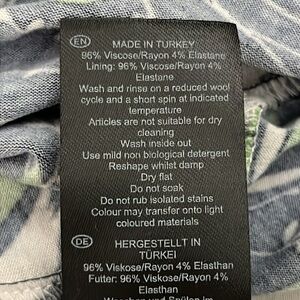 EN
MADE IN TURKEY
96% Viscose/Rayon 4% Elastane
Lining: 96% Viscose/Rayon 4%
Elastane
Wash and rinse on a reduced wool
cycle and a short spin at indicated
temperature
Articles are not suitable for dry
cleaning
Wash inside out
Use mild non biological detergent
Reshape whilst damp
Dry flat
Do not soak
Do not rub isolated stains
Colour may transfer onto light
coloured materials
DE
HERGESTELLT IN
TÜRKEI
96% Viskose/Rayon 4% Elasthan
Futter: 96% Viskose/Rayon 4%
Elasthan
Waschen und Spülen im